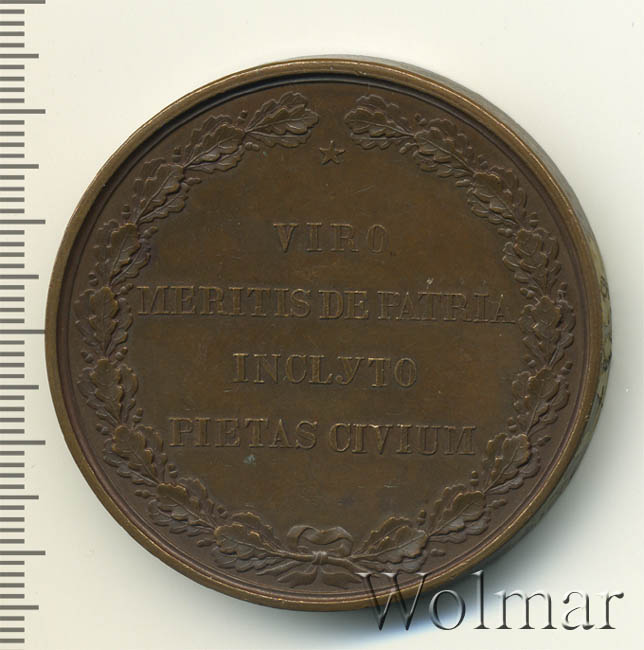 VIRO
MERITIS DE PATRIA
INCLYTO
PIETAS CIVIUM
Wolmar